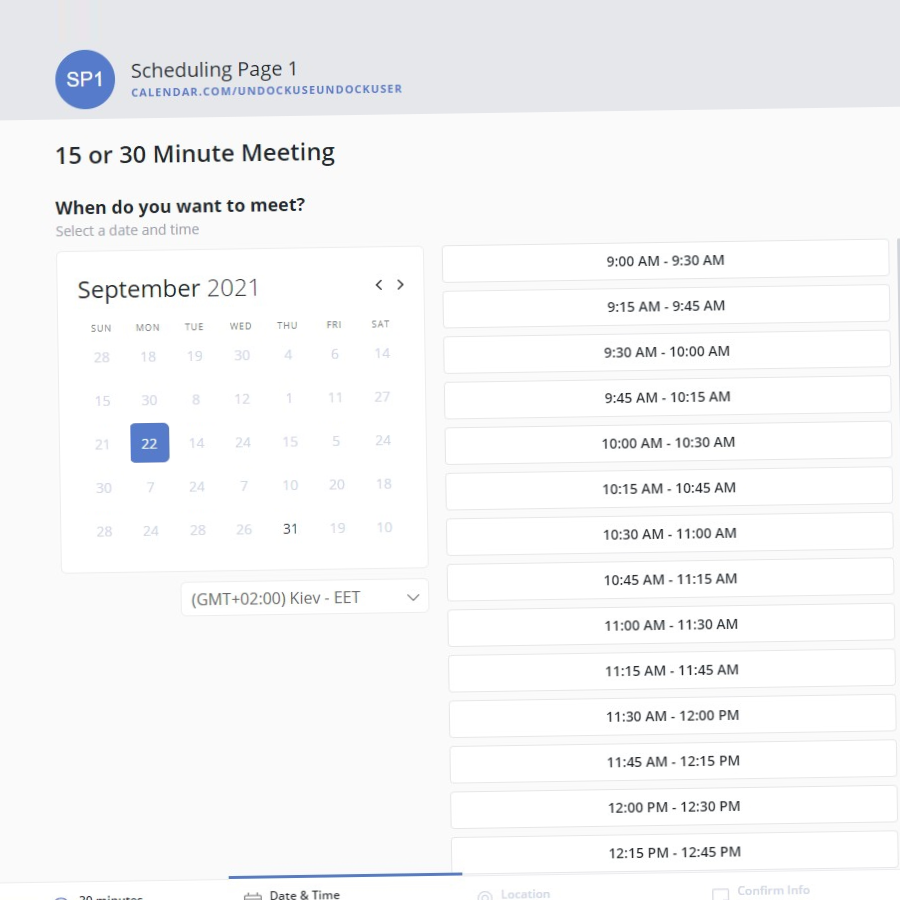 SP1
Scheduling Page 1
CALENDAR.COM/UNDOCKUSEUNDOCKUSER
15 or 30 Minute Meeting
When do you want to meet?
Select a date and time
September 2021
SUN MON TUE WED THU FRI SAT
28 18 19 30 4 6 14
15 30 8 12 1 11 27
21 22 14 24 15 5 24
30 7 24 7 10 20 18
28 24 28 26 31 19 10
(GMT+02:00) Kiev - EET
9:00 AM - 9:30 AM
9:15 AM - 9:45 AM
9:30 AM - 10:00 AM
9:45 AM - 10:15 AM
10:00 AM - 10:30 AM
10:15 AM - 10:45 AM
10:30 AM - 11:00 AM
10:45 AM - 11:15 AM
11:00 AM - 11:30 AM
11:15 AM - 11:45 AM
11:30 AM - 12:00 PM
11:45 AM - 12:15 PM
12:00 PM - 12:30 PM
12:15 PM - 12:45 PM
minutes Date & Time Location Confirm Info